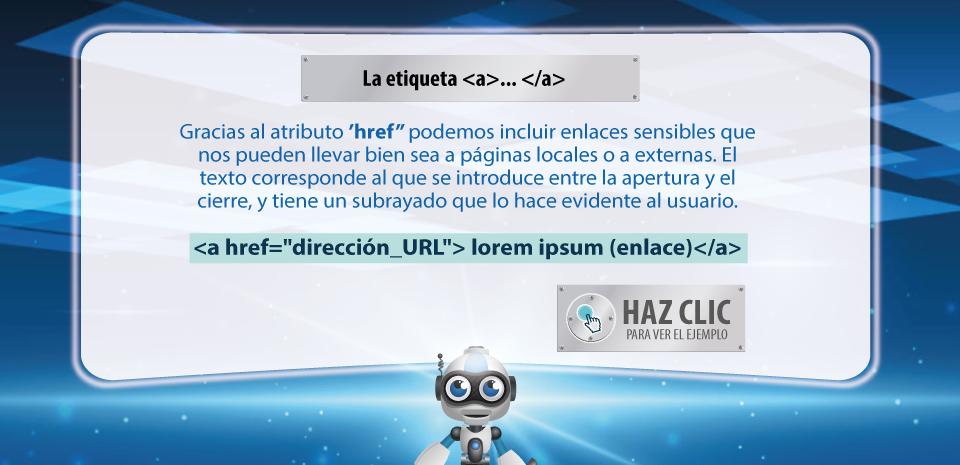 La etiqueta <a>... </a>
Gracias al atributo ’href” podemos incluir enlaces sensibles que
nos pueden llevar bien sea a páginas locales o a externas. El
texto corresponde al que se introduce entre la apertura y el
cierre, y tiene un subrayado que lo hace evidente al usuario.
<a href="dirección_URL"> lorem ipsum (enlace)</a>
HAZ CLIC
PARA VER EL EJEMPLO